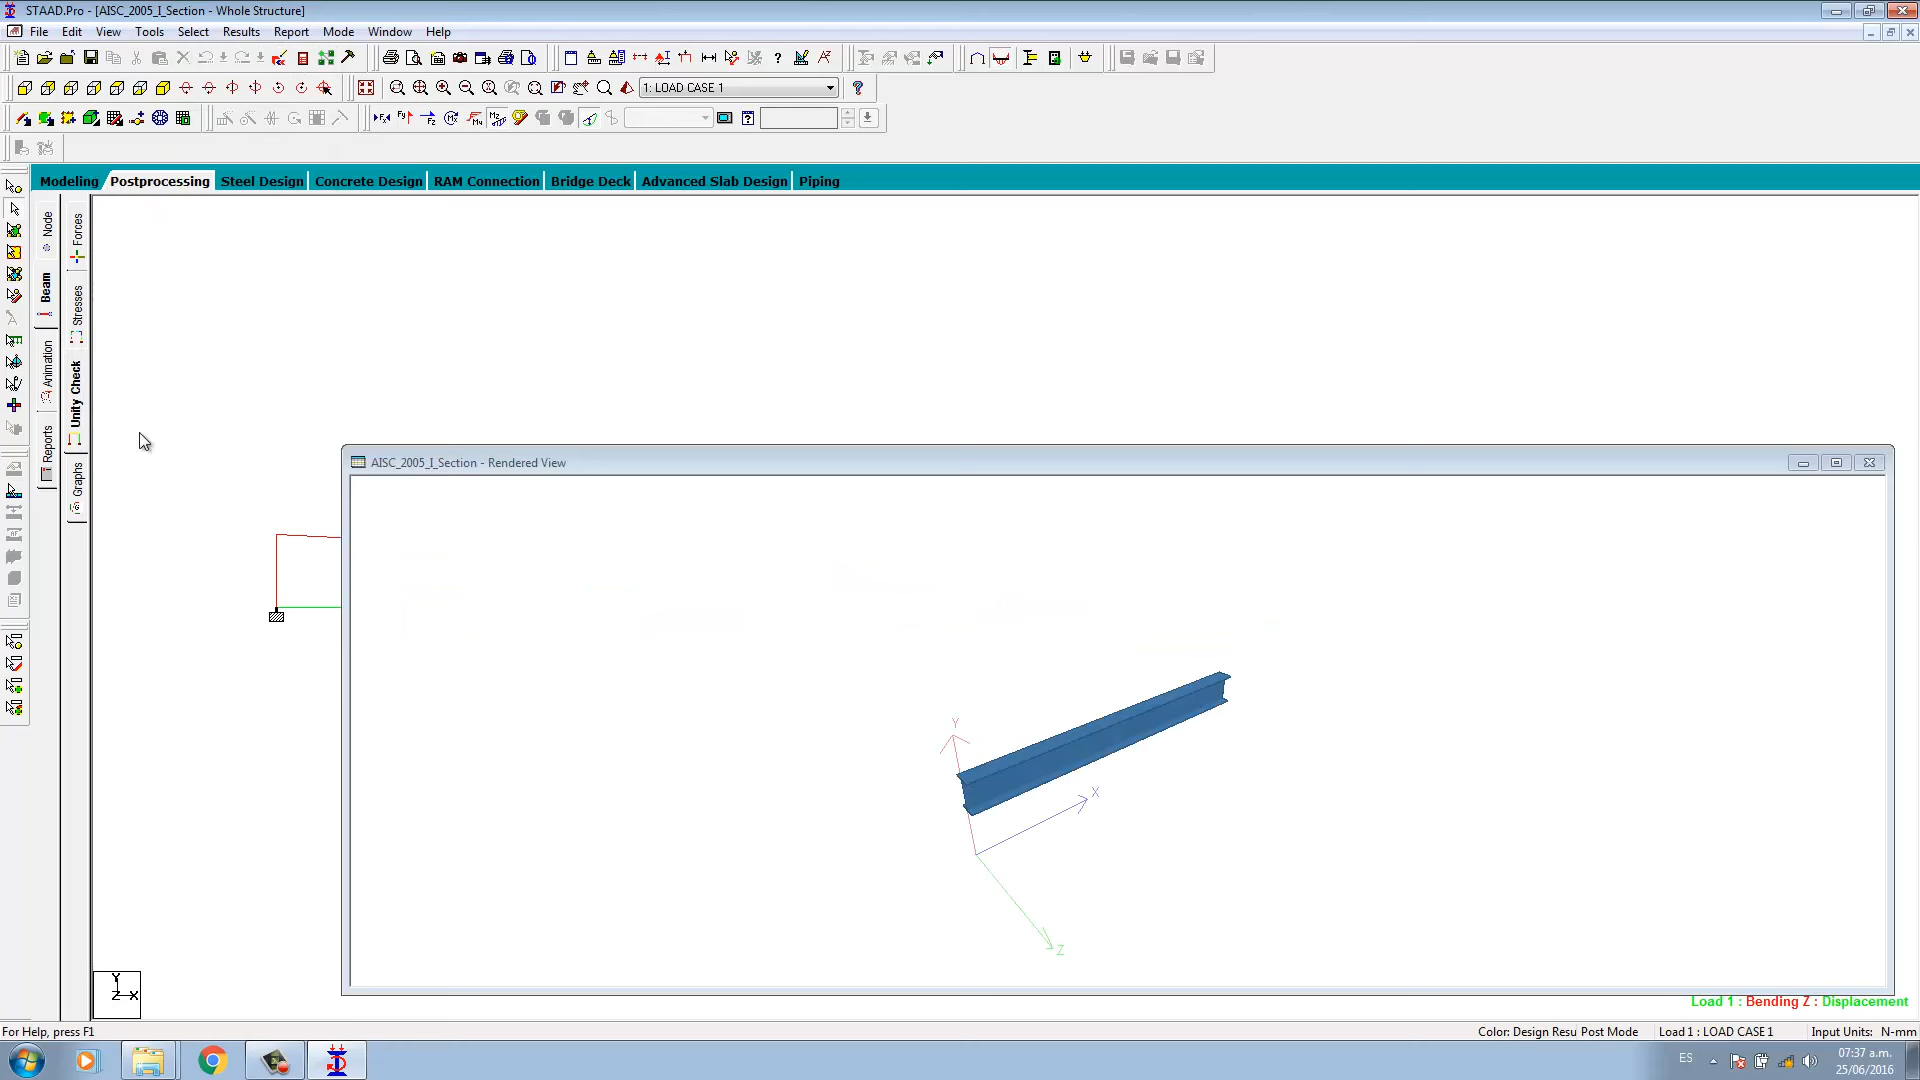 STAAD.Pro - [AISC_2005_I_Section - Whole Structure]
File Edit View Tools Select Results Report Mode Window Help
1: LOAD CASE 1
Modeling Postprocessing Steel Design Concrete Design RAM Connection Bridge Deck Advanced Slab Design Piping
Node
Beam
Animation
Reports
Forces
Stresses
Unity Check
Graphs
AISC_2005_I_Section - Rendered View
Y
X
Z
Y
Z X
Load 1 : Bending Z : Displacement
For Help, press F1
Color: Design Resu Post Mode Load 1 : LOAD CASE 1 Input Units: N-mm
ES
07:37 a.m.
25/06/2016